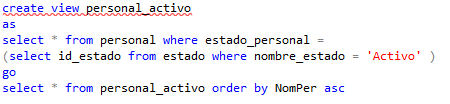 create view personal_activo
as
select * from personal where estado_personal =
(select id_estado from estado where nombre_estado = 'Activo' )
go
select * from personal_activo order by NomPer asc